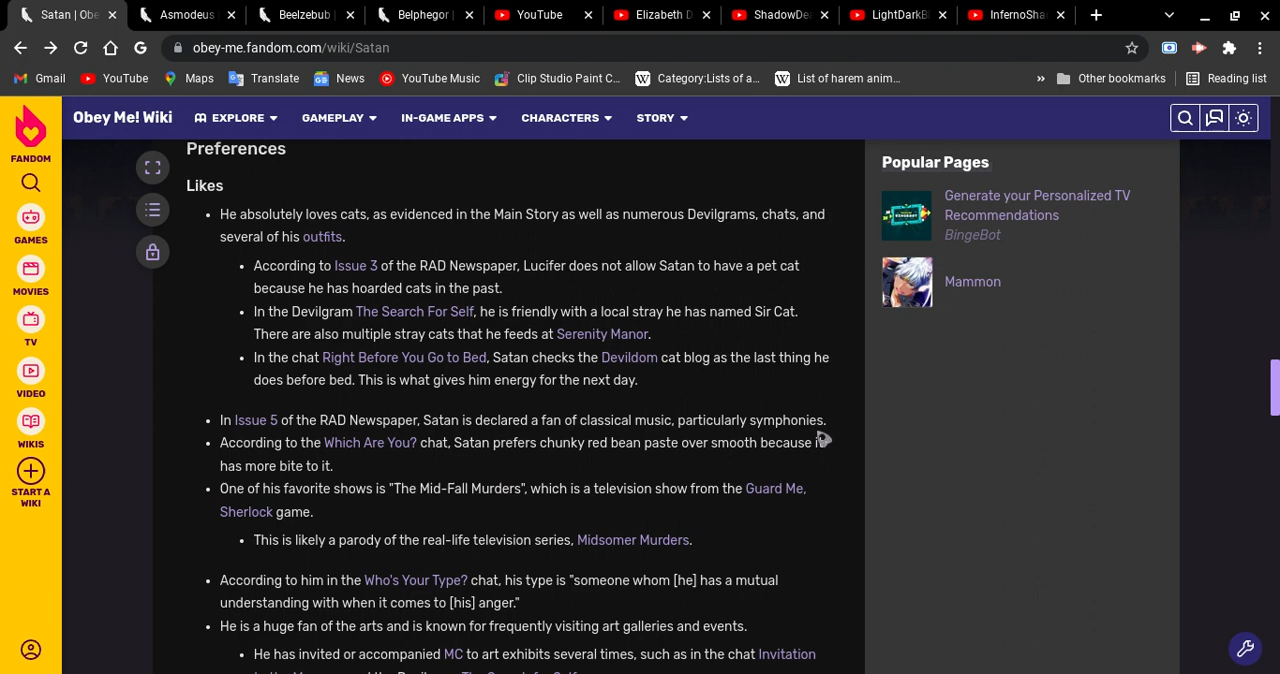 Satan | Obe
Asmodeus
Beelzebub
Belphegor |
YouTube
Elizabeth D
ShadowDea
LightDarkBl
InfernoSha
obey-me.fandom.com/wiki/Satan
Gmail
YouTube
Maps
Translate
News
YouTube Music
Clip Studio Paint C...
Category:Lists of a...
List of harem anim...
»
Other bookmarks
Reading list
FANDOM
GAMES
MOVIES
TV
VIDEO
WIKIS
START A
WIKI
Obey Me! Wiki
EXPLORE
GAMEPLAY
IN-GAME APPS
CHARACTERS
STORY
Preferences
Likes
• He absolutely loves cats, as evidenced in the Main Story as well as numerous Devilgrams, chats, and
several of his outfits.
• According to Issue 3 of the RAD Newspaper, Lucifer does not allow Satan to have a pet cat
because he has hoarded cats in the past.
• In the Devilgram The Search For Self, he is friendly with a local stray he has named Sir Cat.
There are also multiple stray cats that he feeds at Serenity Manor.
• In the chat Right Before You Go to Bed, Satan checks the Devildom cat blog as the last thing he
does before bed. This is what gives him energy for the next day.
• In Issue 5 of the RAD Newspaper, Satan is declared a fan of classical music, particularly symphonies.
• According to the Which Are You? chat, Satan prefers chunky red bean paste over smooth because it
has more bite to it.
• One of his favorite shows is "The Mid-Fall Murders", which is a television show from the Guard Me,
Sherlock game.
• This is likely a parody of the real-life television series, Midsomer Murders.
• According to him in the Who's Your Type? chat, his type is "someone whom [he] has a mutual
understanding with when it comes to [his] anger."
• He is a huge fan of the arts and is known for frequently visiting art galleries and events.
• He has invited or accompanied MC to art exhibits several times, such as in the chat Invitation
Popular Pages
Generate your Personalized TV
Recommendations
BingeBot
Mammon